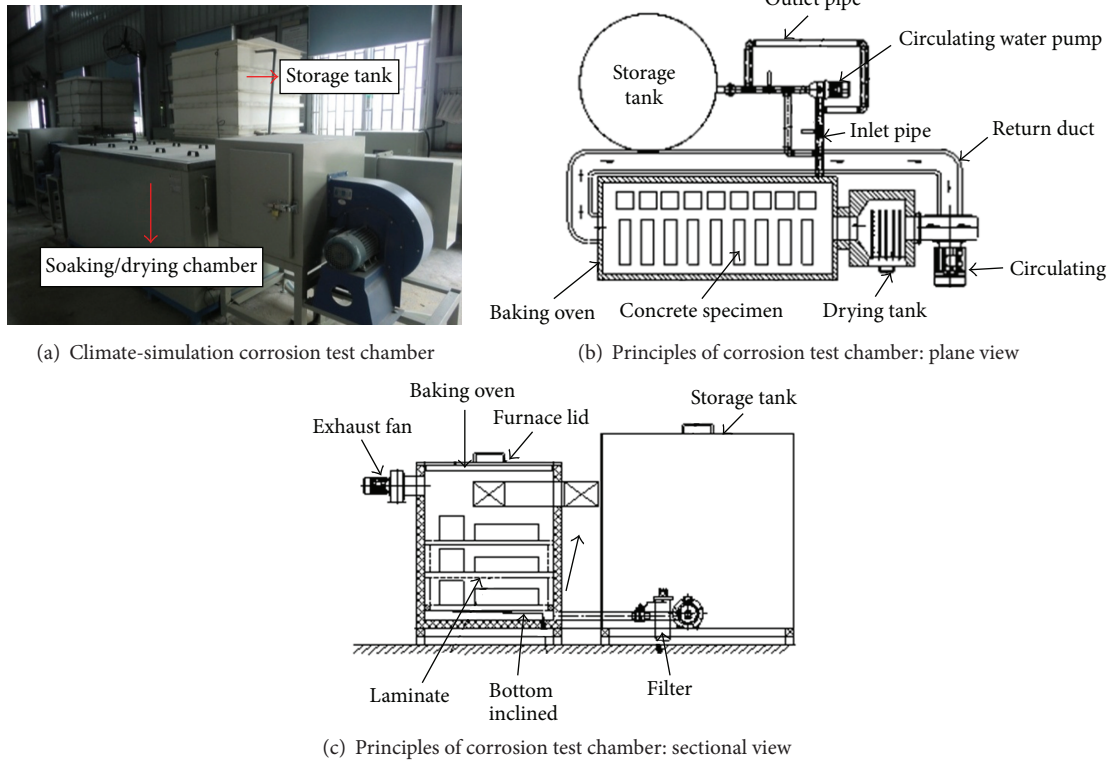 Storage tank
Soaking/drying chamber
(a) Climate-simulation corrosion test chamber
Outlet pipe
Circulating water pump
Storage
tank
Inlet pipe
Return duct
Circulating
Baking oven
Concrete specimen
Drying tank
(b) Principles of corrosion test chamber: plane view
Baking oven
Storage tank
Furnace lid
Exhaust fan
Laminate
Bottom
inclined
Filter
(c) Principles of corrosion test chamber: sectional view